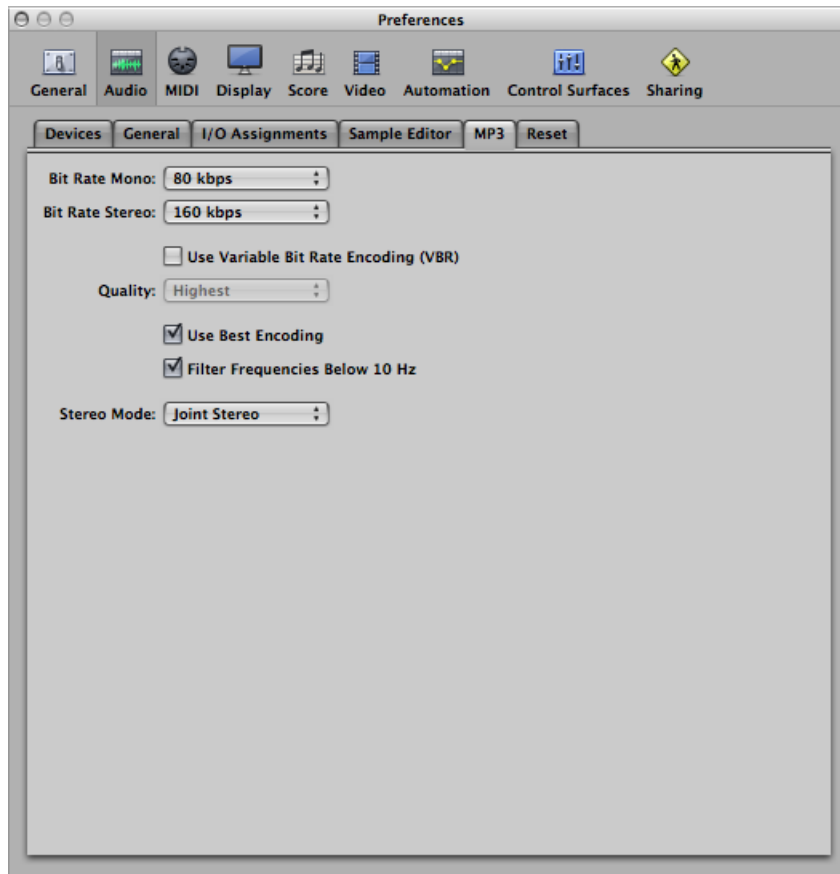 Preferences
General Audio MIDI Display Score Video Automation Control Surfaces Sharing
Devices General I/O Assignments Sample Editor MP3 Reset
Bit Rate Mono: 80 kbps
Bit Rate Stereo: 160 kbps
Use Variable Bit Rate Encoding (VBR)
Quality: Highest
Use Best Encoding
Filter Frequencies Below 10 Hz
Stereo Mode: Joint Stereo